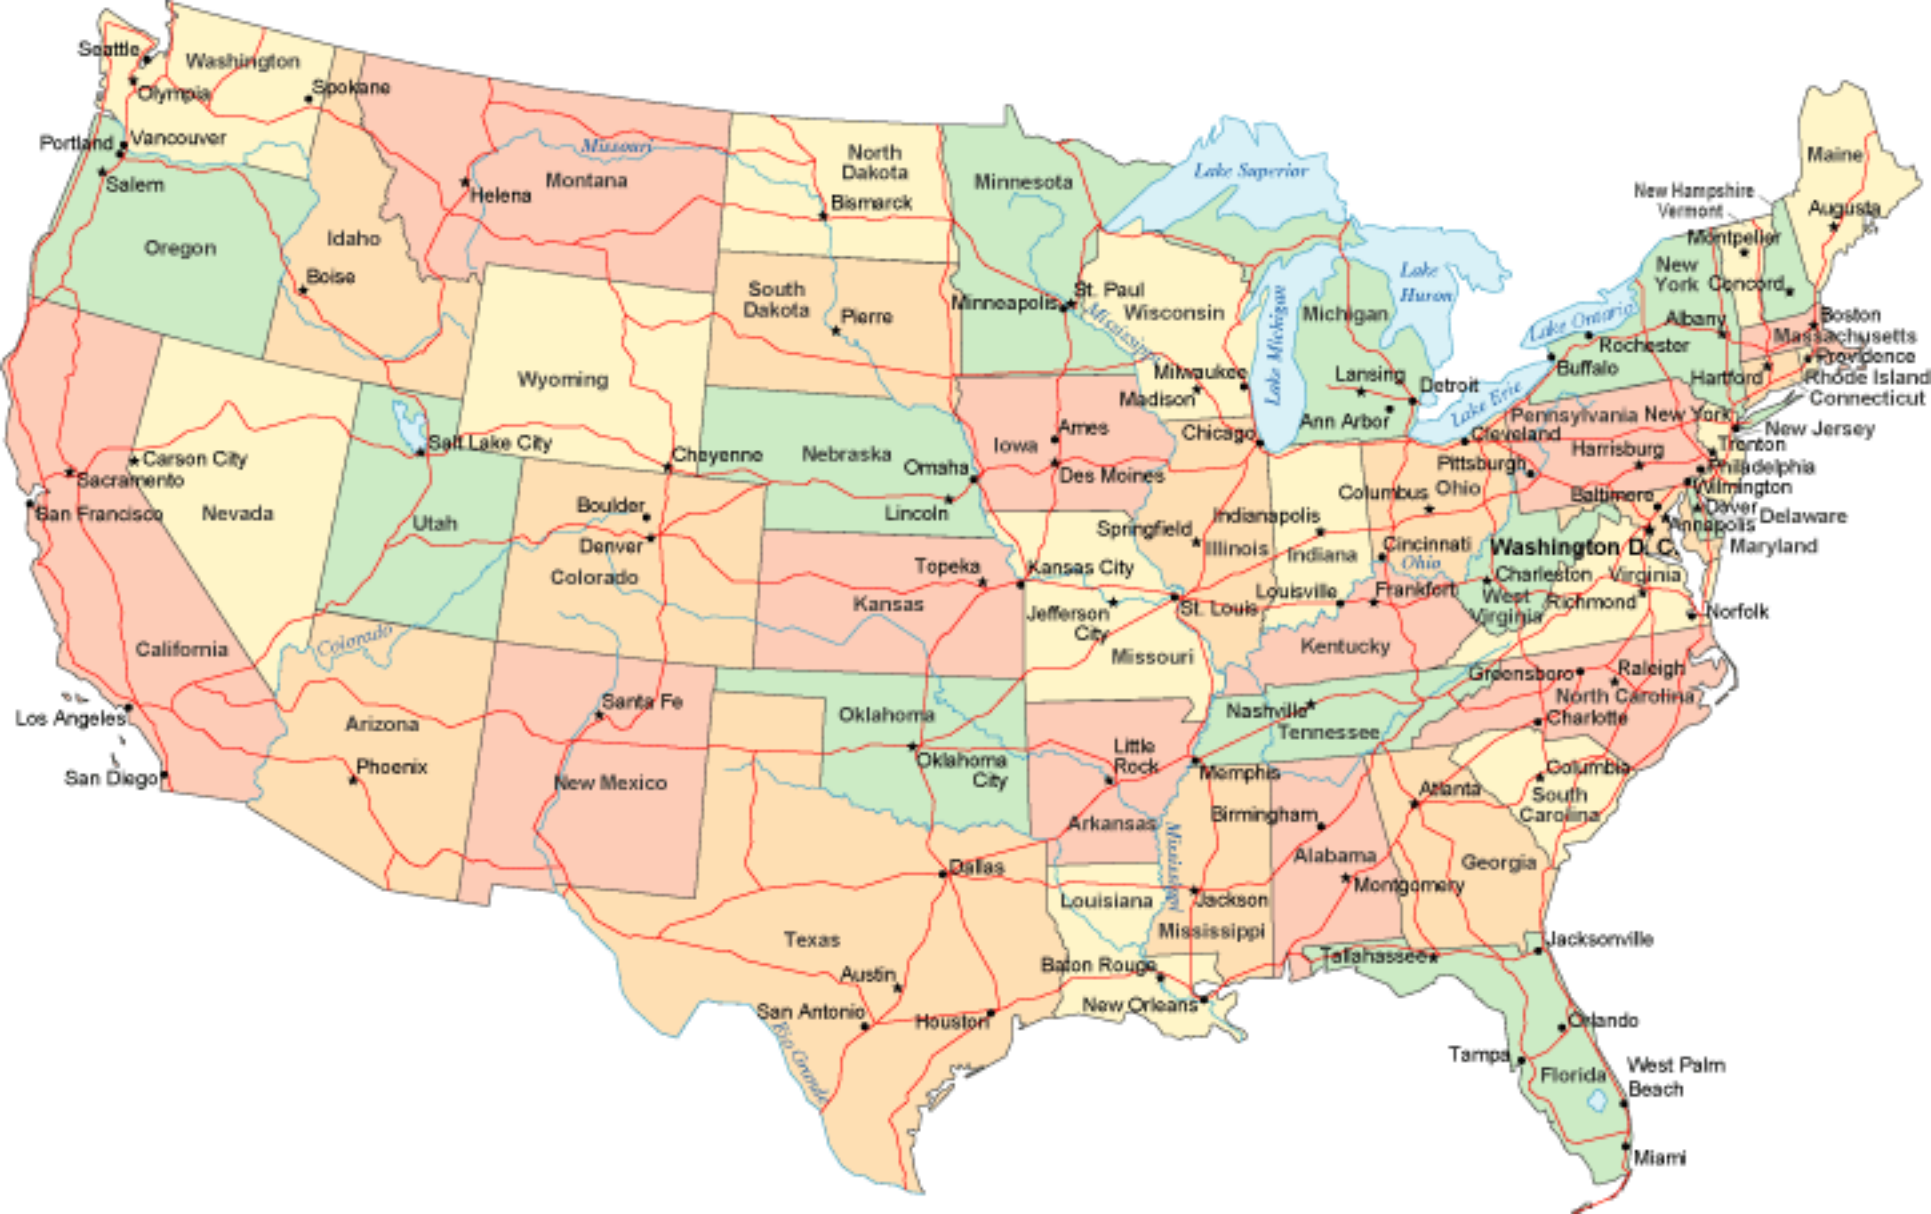 Seattle
Washington
Olympia
Spokane
Portland
Vancouver
Salem
Oregon
Idaho
Boise
Missouri
Helena
Montana
North
Dakota
Bismarck
Minnesota
Lake Superior
Minneapolis
St. Paul
Mississippi
Wisconsin
Milwaukee
Madison
Lake Michigan
Michigan
Lake
Huron
Lansing
Detroit
Ann Arbor
Lake Erie
Lake Ontario
New Hampshire
Vermont
Montpelier
Maine
Augusta
New
York
Concord
Albany
Boston
Massachusetts
Rochester
Buffalo
Providence
Rhode Island
Hartford
Connecticut
South
Dakota
Pierre
Wyoming
Cheyenne
Nebraska
Omaha
Lincoln
Iowa
Ames
Des Moines
Chicago
Cleveland
Pennsylvania
New York
New Jersey
Harrisburg
Trenton
Pittsburgh
Philadelphia
Wilmington
Baltimore
Dover
Annapolis
Delaware
Maryland
Washington D.C.
Carson City
Sacramento
San Francisco
Nevada
Salt Lake City
Utah
Boulder
Denver
Colorado
Topeka
Kansas
Kansas City
Jefferson
City
Missouri
Springfield
Illinois
St. Louis
Indianapolis
Indiana
Columbus
Ohio
Cincinnati
Ohio
Louisville
Frankfort
Kentucky
Charleston
West
Virginia
Virginia
Richmond
Norfolk
California
Colorado
Los Angeles
San Diego
Arizona
Phoenix
Santa Fe
New Mexico
Oklahoma
Oklahoma
City
Little
Rock
Arkansas
Memphis
Nashville
Tennessee
Greensboro
Raleigh
North Carolina
Charlotte
Columbia
South
Carolina
Atlanta
Georgia
Birmingham
Alabama
Montgomery
Mississippi
Jackson
Mississippi
Dallas
Texas
Austin
San Antonio
Houston
Rio Grande
Louisiana
Baton Rouge
New Orleans
Tallahassee
Jacksonville
Orlando
Tampa
Florida
West Palm
Beach
Miami